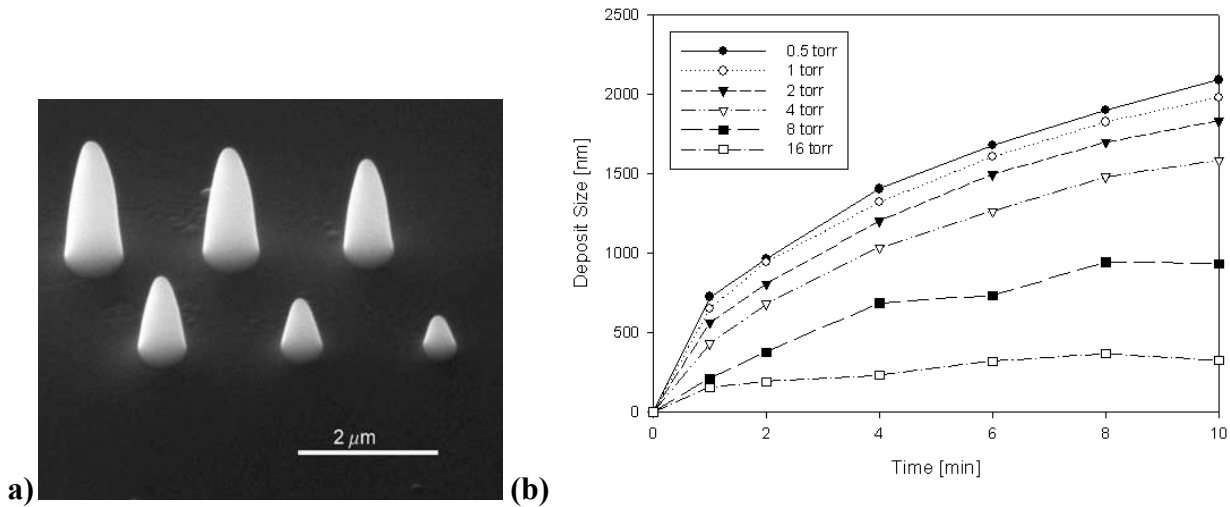 2 μm
a)
(b)
2500
2000
1500
1000
500
0
Deposit Size [nm]
0.5 torr
1 torr
2 torr
4 torr
8 torr
16 torr
0 2 4 6 8 10
Time [min]